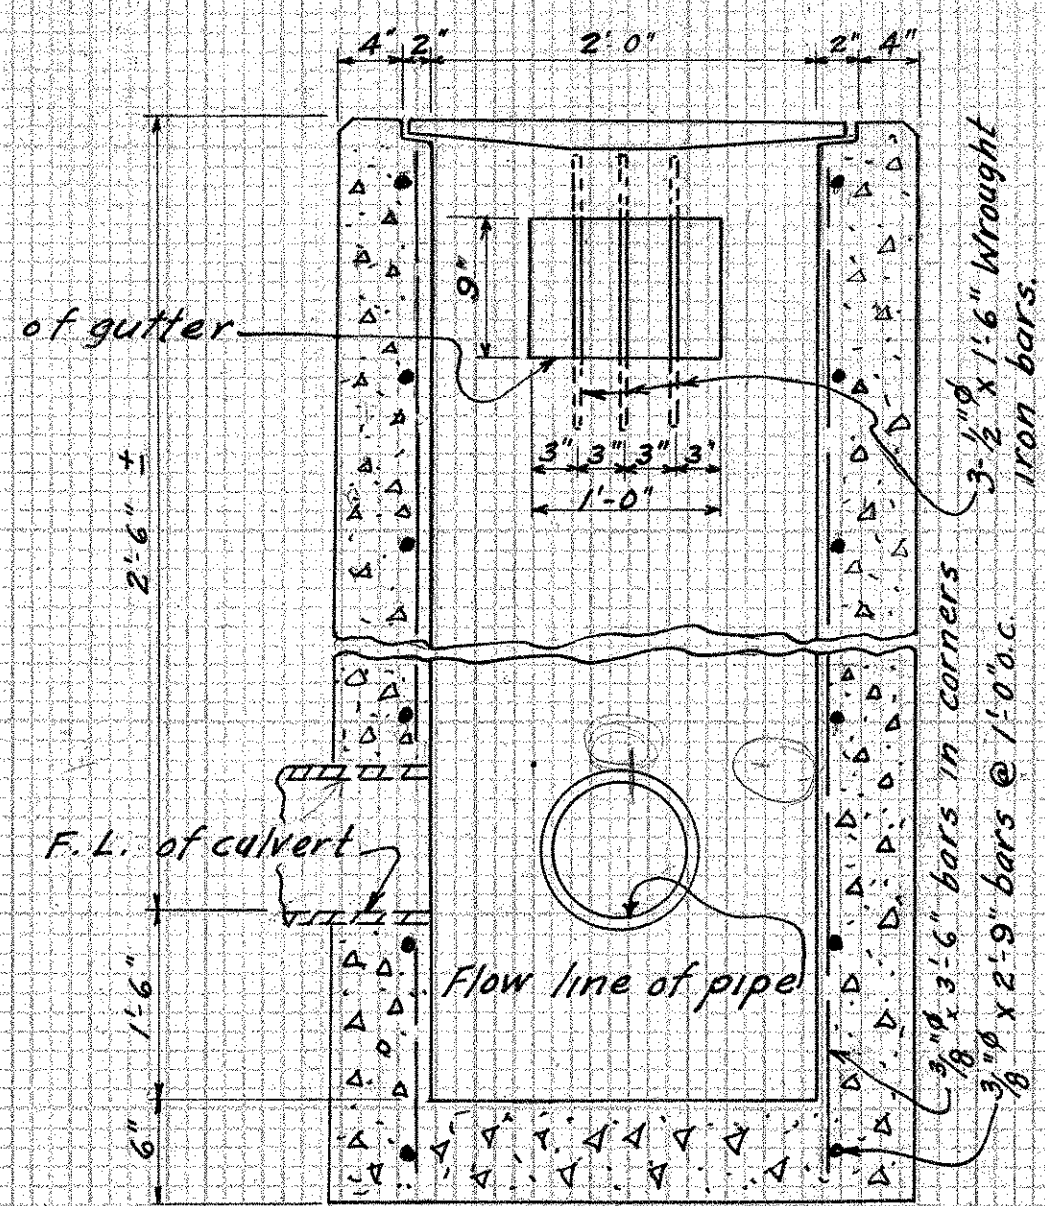 4" 2" 2'-0" 2" 4"
9"
of gutter
3" 3" 3" 3"
1'-0"
3-1/2"ø x 1'-6" Wrought
Iron bars.
2'-6" ±
F.L. of culvert
Flow line of pipe
1'-6"
6"
3/8"ø x 3'-6" bars in corners
3/8"ø x 2'-9" bars @ 1'-0" o.c.